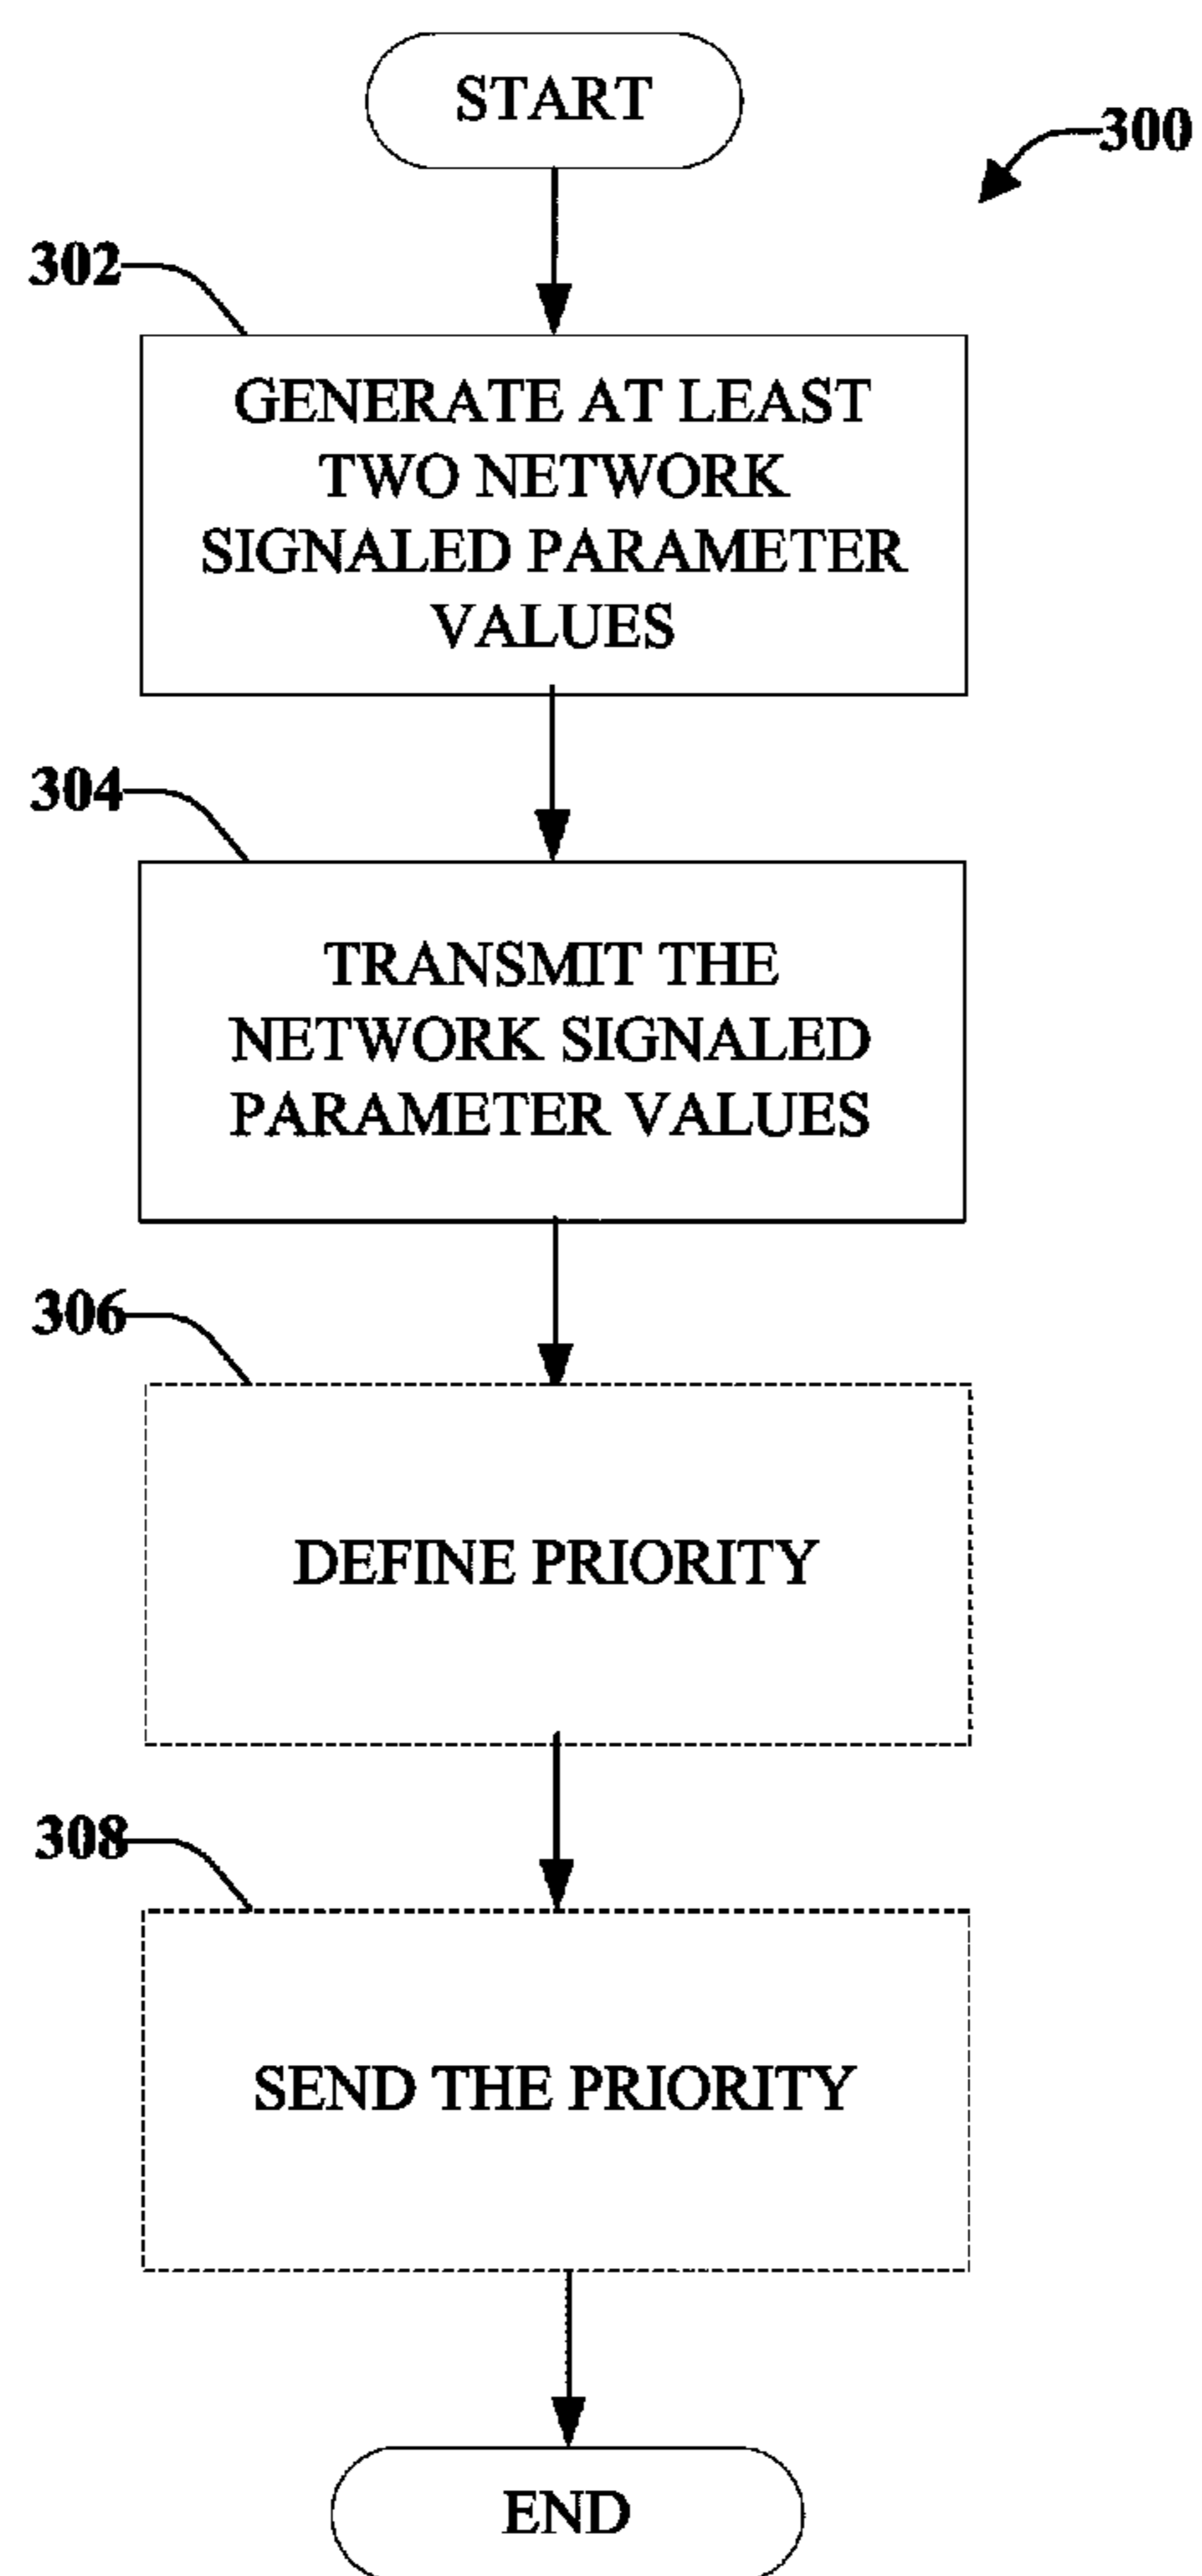 START
300
302
GENERATE AT LEAST
TWO NETWORK
SIGNALED PARAMETER
VALUES
304
TRANSMIT THE
NETWORK SIGNALED
PARAMETER VALUES
306
DEFINE PRIORITY
308
SEND THE PRIORITY
END